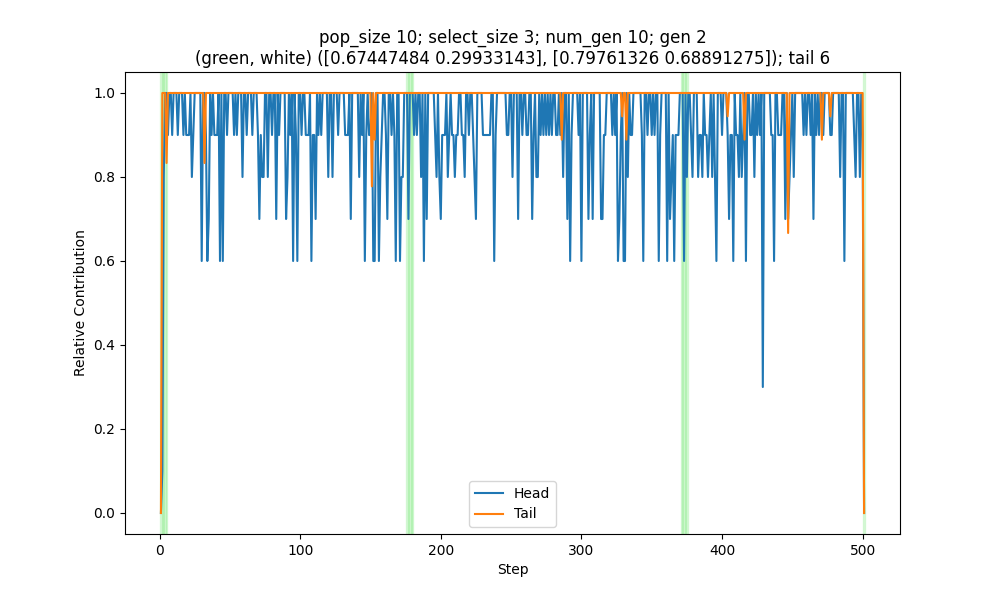 pop_size 10; select_size 3; num_gen 10; gen 2
(green, white) ([0.67447484 0.29933143], [0.79761326 0.68891275]); tail 6
1.0
0.8
0.6
0.4
0.2
0.0
Relative Contribution
Head
Tail
0 100 200 300 400 500
Step